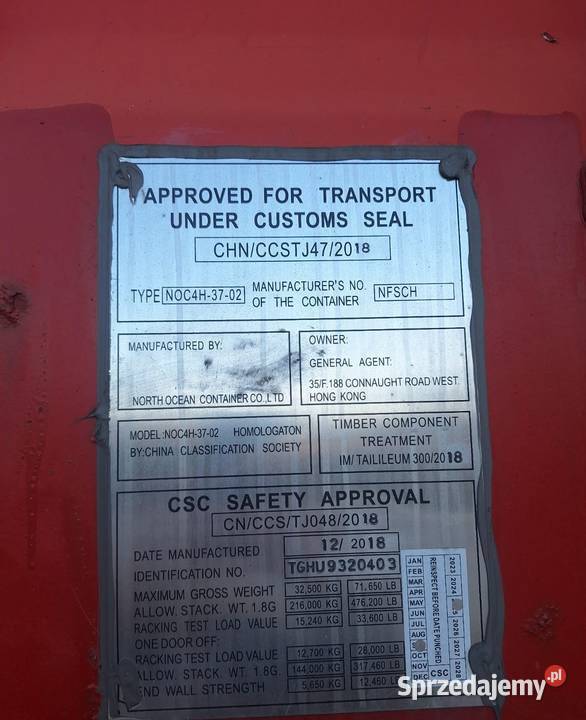 APPROVED FOR TRANSPORT
UNDER CUSTOMS SEAL
CHN/CCSTJ47/2018
TYPE NOC4H-37-02 MANUFACTURER'S NO. OF THE CONTAINER NFSCH
MANUFACTURED BY:
NORTH OCEAN CONTAINER CO.,LTD
OWNER:
GENERAL AGENT:
35/F.188 CONNAUGHT ROAD WEST
HONG KONG
MODEL:NOC4H-37-02 HOMOLOGATON
BY:CHINA CLASSIFICATION SOCIETY
TIMBER COMPONENT
TREATMENT
IM/TAILILEUM 300/2018
CSC SAFETY APPROVAL
CN/CCS/TJ048/2018
DATE MANUFACTURED 12/2018
IDENTIFICATION NO. TGHU9320403
MAXIMUM GROSS WEIGHT 32,500 KG 71,650 LB
ALLOW. STACK. WT. 1.8G 216,000 KG 476,200 LB
RACKING TEST LOAD VALUE 15,240 KG 33,600 LB
ONE DOOR OFF:
RACKING TEST LOAD VALUE 12,700 KG 28,000 LB
ALLOW. STACK. WT. 1.8G 144,000 KG 317,460 LB
END WALL STRENGTH 5,650 KG 12,460 LB
JAN
FEB
MAR
APR
MAY
JUN
JUL
AUG
OCT
NOV
DEC
REINSPECT BEFORE DATE PUNCHED
CSC
2023 2024 5 2026 2027 2028
Sprzedajemy.pl